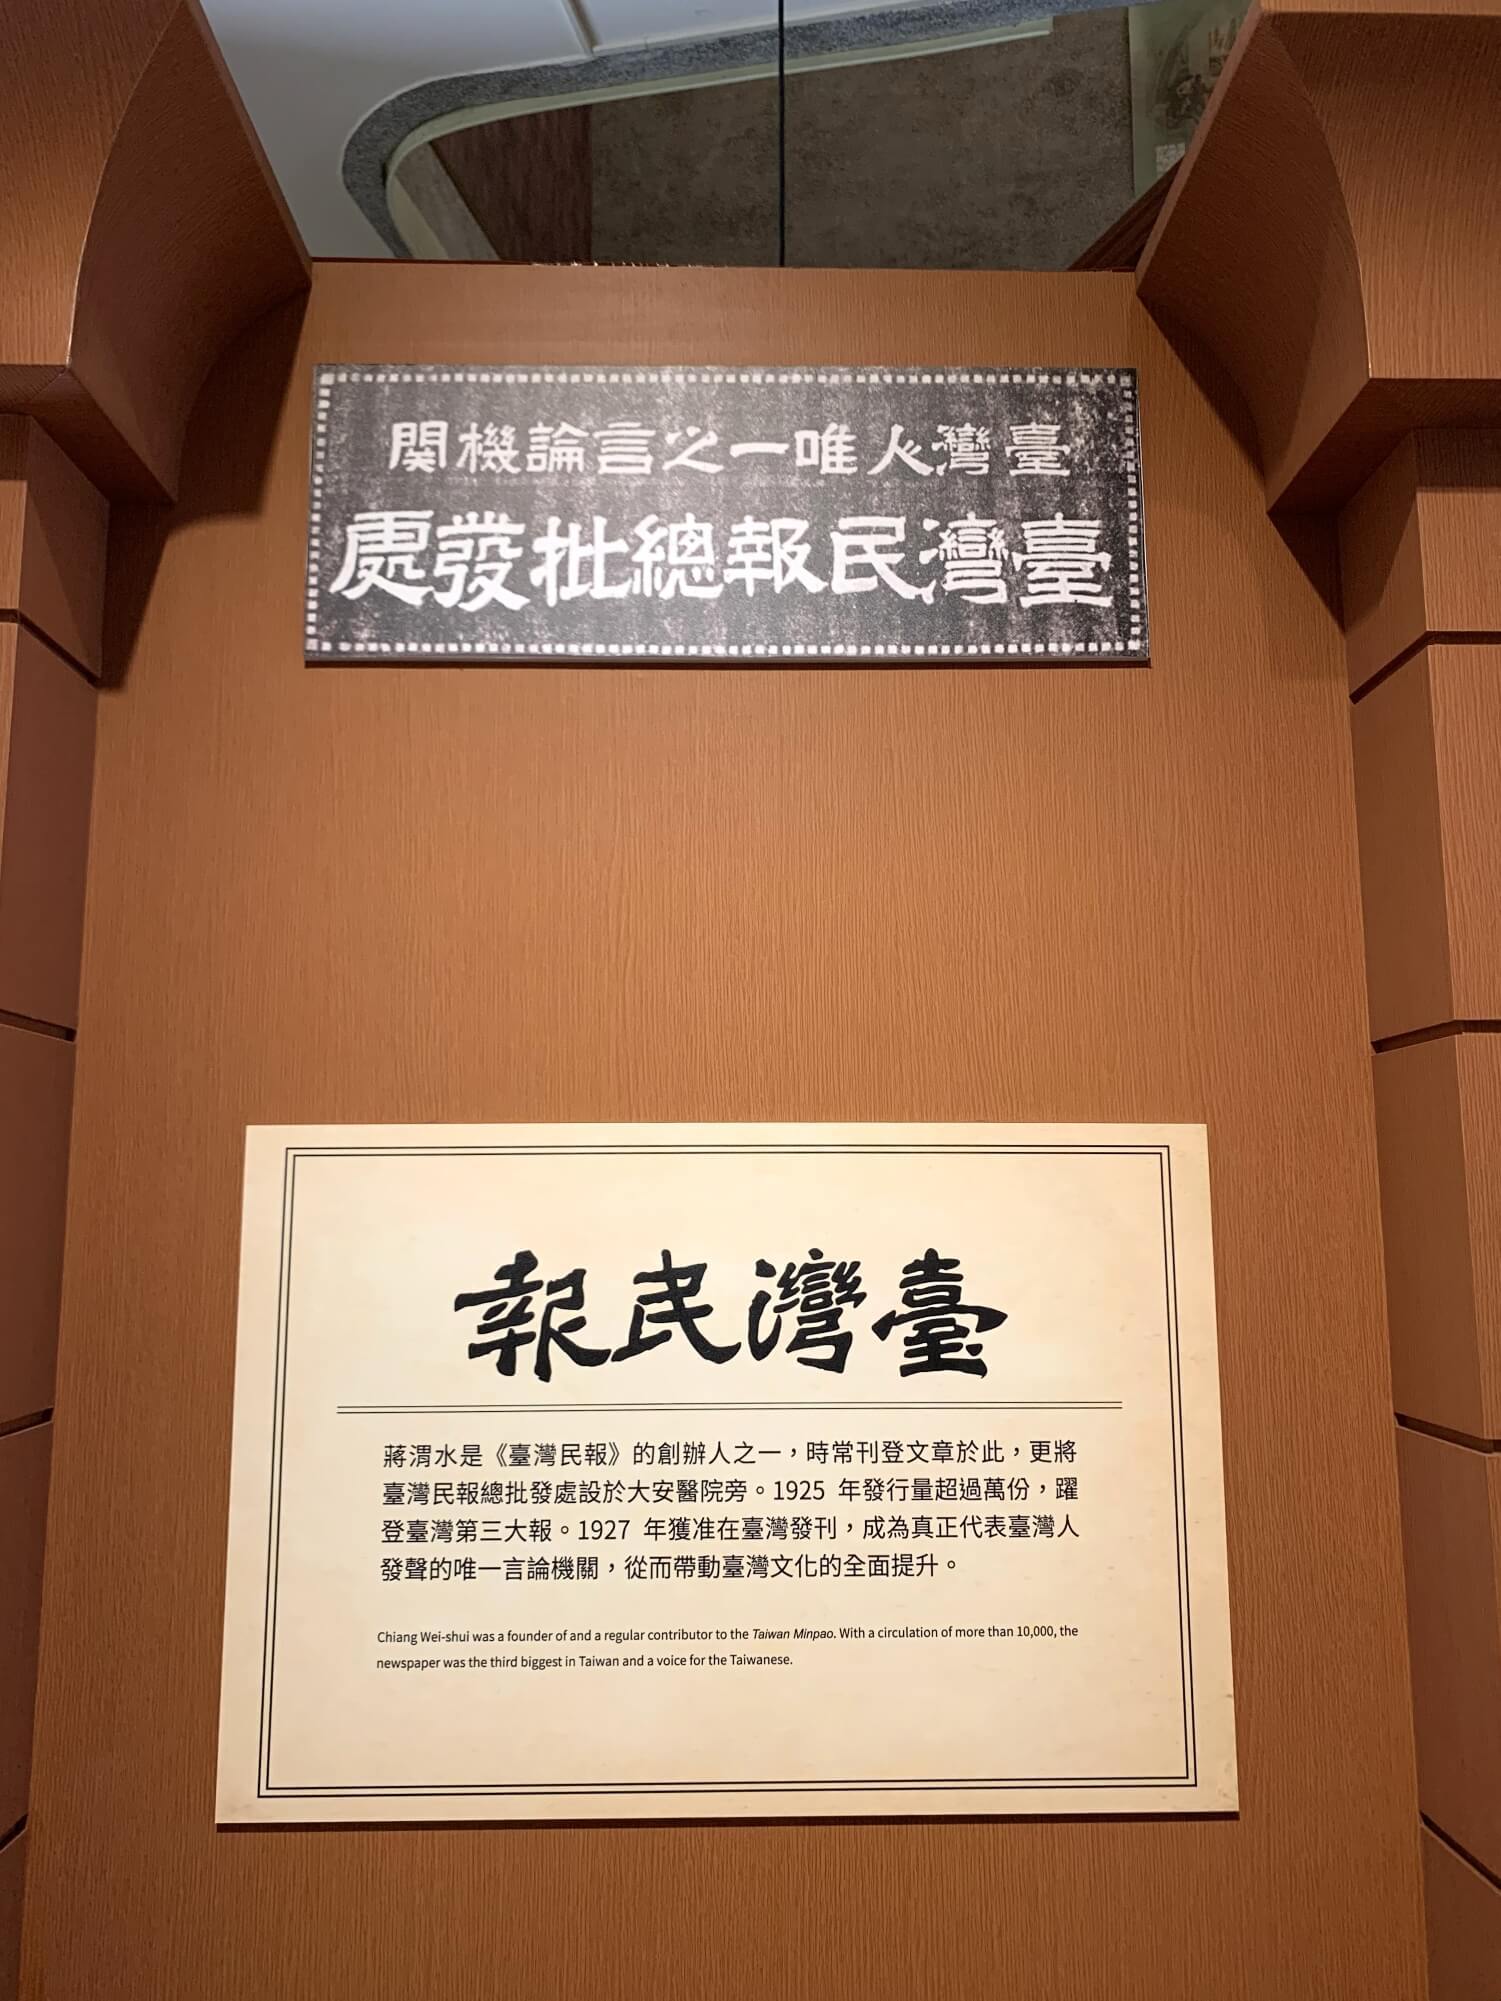 臺灣人唯一之言論機関
臺灣民報總批發處
臺灣民報
蔣渭水是《臺灣民報》的創辦人之一，時常刊登文章於此，更將
臺灣民報總批發處設於大安醫院旁。1925 年發行量超過萬份，躍
登臺灣第三大報。1927 年獲准在臺灣發刊，成為真正代表臺灣人
發聲的唯一言論機關，從而帶動臺灣文化的全面提升。
Chiang Wei-shui was a founder of and a regular contributor to the Taiwan Minpao. With a circulation of more than 10,000, the
newspaper was the third biggest in Taiwan and a voice for the Taiwanese.